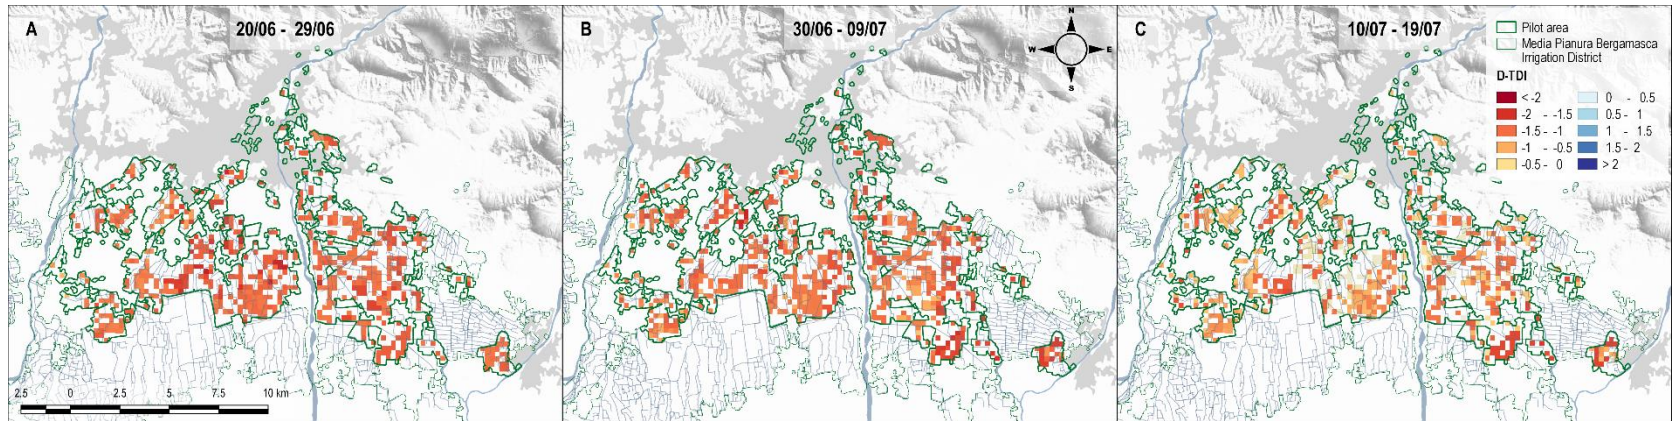 A
20/06 - 29/06
2.5 0 2.5 5 7.5 10 km
B
30/06 - 09/07
N
W E
S
C
10/07 - 19/07
Pilot area
Media Pianura Bergamasca
Irrigation District
D-TDI
< -2
-2 - -1.5
-1.5 - -1
-1 - -0.5
-0.5 - 0
0 - 0.5
0.5 - 1
1 - 1.5
1.5 - 2
> 2